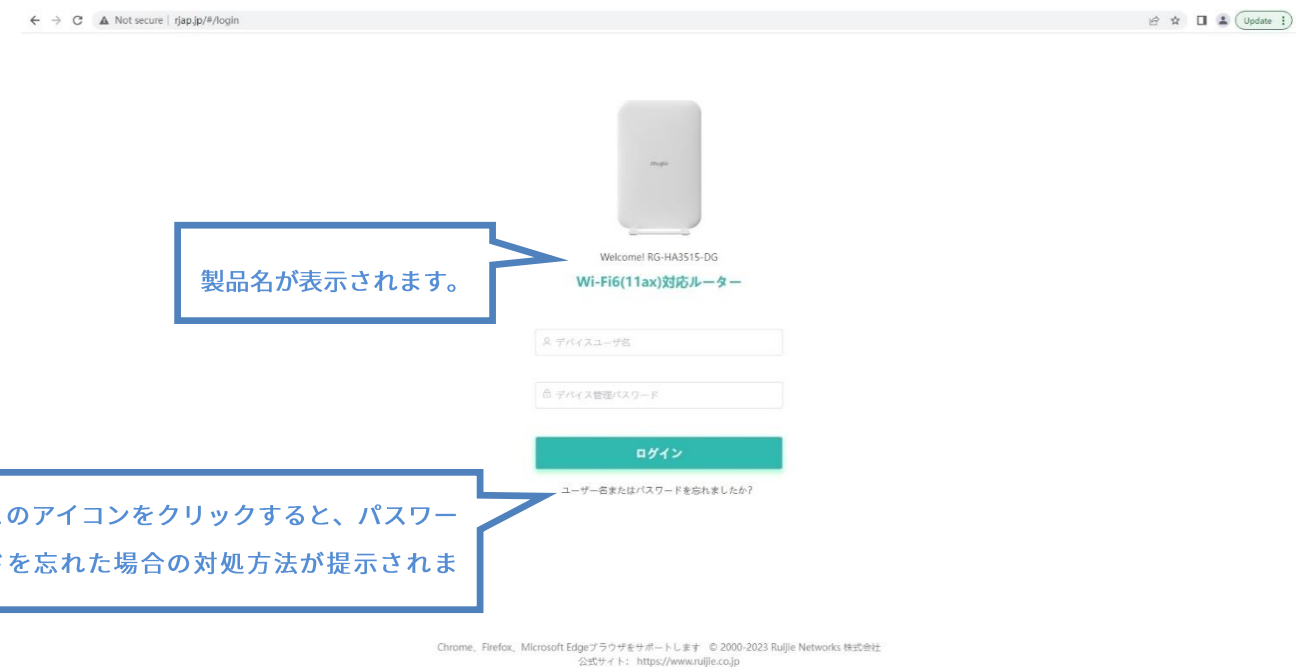 Not secure rjap.jp/#/login
Update
Ruijie
Welcome! RG-HA3515-DG
製品名が表示されます。
Wi-Fi6(11ax)対応ルーター
デバイスユーザ名
デバイス管理パスワード
ログイン
ユーザー名またはパスワードを忘れましたか?
のアイコンをクリックすると、パスワー
を忘れた場合の対処方法が提示されま
Chrome、Firefox、Microsoft Edgeブラウザをサポートします © 2000-2023 Ruijie Networks 株式会社
公式サイト: https://www.ruijie.co.jp